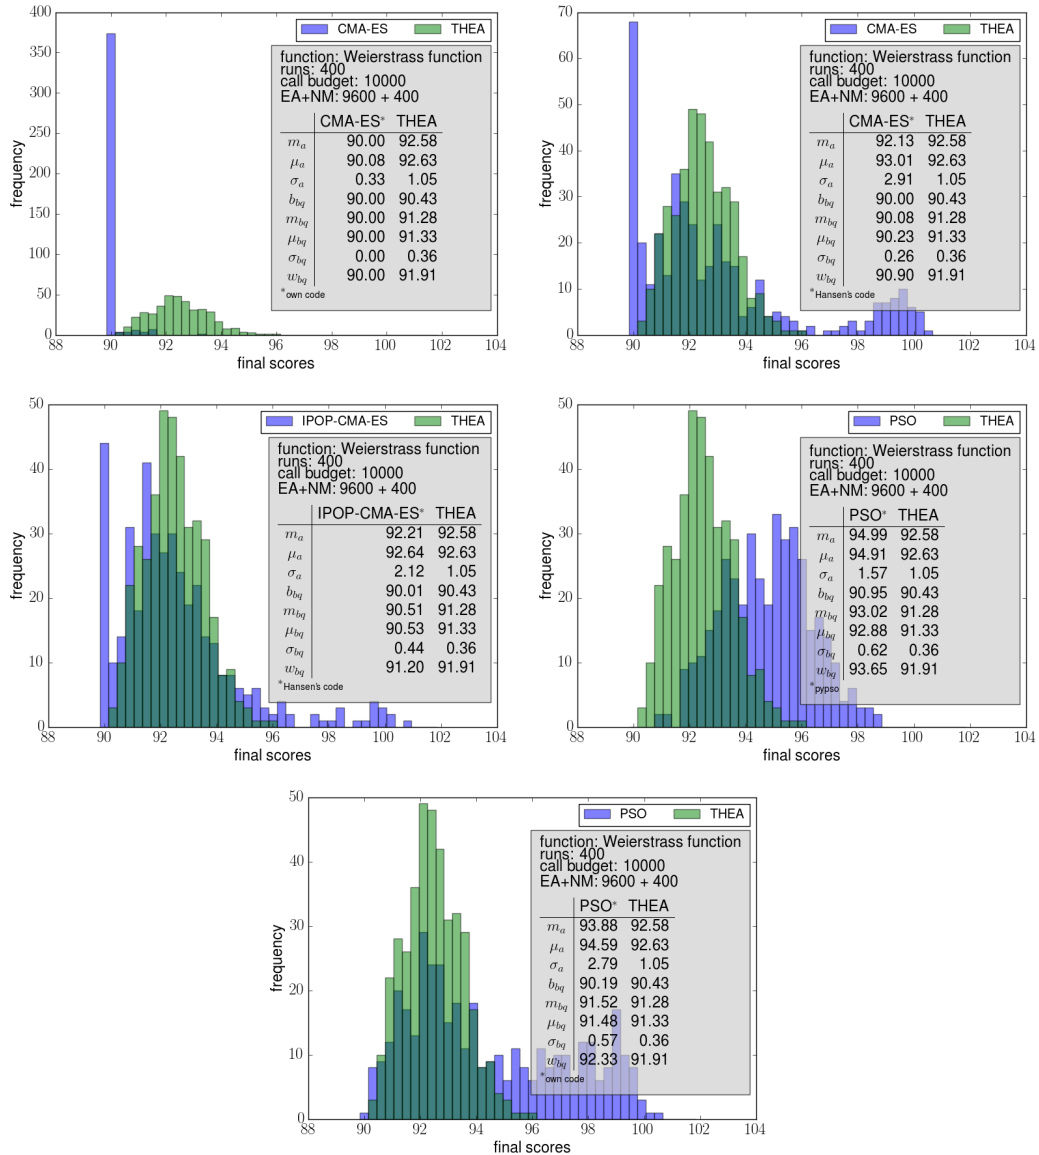 CMA-ES THEA
function: Weierstrass function
runs: 400
call budget: 10000
EA+NM: 9600 + 400
CMA-ES* THEA
m_a 90.00 92.58
μ_a 90.08 92.63
σ_a 0.33 1.05
b_bq 90.00 90.43
m_bq 90.00 91.28
μ_bq 90.00 91.33
σ_bq 0.00 0.36
w_bq 90.00 91.91
*own code
frequency
400
350
300
250
200
150
100
50
0
88 90 92 94 96 98 100 102 104
final scores
CMA-ES THEA
function: Weierstrass function
runs: 400
call budget: 10000
EA+NM: 9600 + 400
CMA-ES* THEA
m_a 92.13 92.58
μ_a 93.01 92.63
σ_a 2.91 1.05
b_bq 90.00 90.43
m_bq 90.08 91.28
μ_bq 90.23 91.33
σ_bq 0.26 0.36
w_bq 90.90 91.91
*Hansen's code
frequency
70
60
50
40
30
20
10
0
88 90 92 94 96 98 100 102 104
final scores
IPOP-CMA-ES THEA
function: Weierstrass function
runs: 400
call budget: 10000
EA+NM: 9600 + 400
IPOP-CMA-ES* THEA
m_a 92.21 92.58
μ_a 92.64 92.63
σ_a 2.12 1.05
b_bq 90.01 90.43
m_bq 90.51 91.28
μ_bq 90.53 91.33
σ_bq 0.44 0.36
w_bq 91.20 91.91
*Hansen's code
frequency
50
40
30
20
10
0
88 90 92 94 96 98 100 102 104
final scores
PSO THEA
function: Weierstrass function
runs: 400
call budget: 10000
EA+NM: 9600 + 400
PSO* THEA
m_a 94.99 92.58
μ_a 94.91 92.63
σ_a 1.57 1.05
b_bq 90.95 90.43
m_bq 93.02 91.28
μ_bq 92.88 91.33
σ_bq 0.62 0.36
w_bq 93.65 91.91
*pypso
frequency
50
40
30
20
10
0
88 90 92 94 96 98 100 102 104
final scores
PSO THEA
function: Weierstrass function
runs: 400
call budget: 10000
EA+NM: 9600 + 400
PSO* THEA
m_a 93.88 92.58
μ_a 94.59 92.63
σ_a 2.79 1.05
b_bq 90.19 90.43
m_bq 91.52 91.28
μ_bq 91.48 91.33
σ_bq 0.57 0.36
w_bq 92.33 91.91
*own code
frequency
50
40
30
20
10
0
88 90 92 94 96 98 100 102 104
final scores